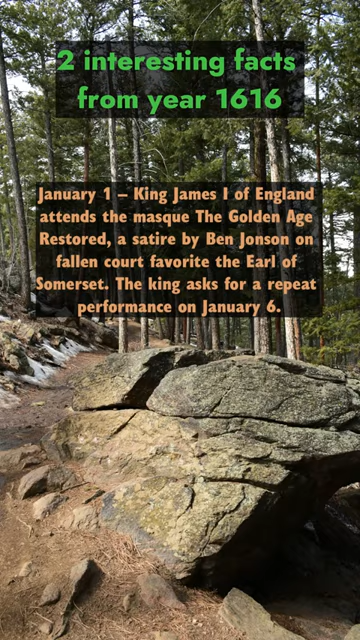 2 interesting facts
from year 1616
January 1 – King James I of England
attends the masque The Golden Age
Restored, a satire by Ben Jonson on
fallen court favorite the Earl of
Somerset. The king asks for a repeat
performance on January 6.